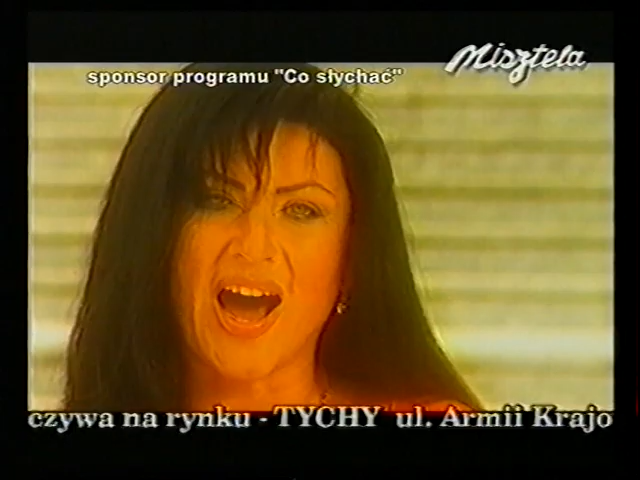 Misztela
sponsor programu "Co słychać"
czywa na rynku - TYCHY ul. Armii Krajo